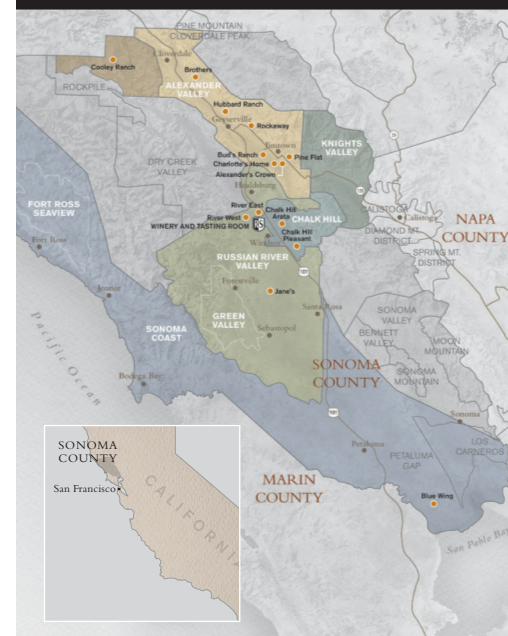 PINE MOUNTAIN
CLOVERDALE PEAK
Cloverdale
Cooley Ranch
Brothers
ROCKPILE
ALEXANDER
VALLEY
Hubbard Ranch
Geyserville
Rockaway
KNIGHTS
VALLEY
Bud's Ranch
Jimtown
Pine Flat
DRY CREEK
VALLEY
Charlotte's Home
Alexander's Crown
Healdsburg
FORT ROSS
SEAVIEW
River East
Chalk Hill
Arata
River West
CHALK HILL
WINERY AND TASTING ROOM
RS
Chalk Hill
Pleasant
Windsor
CALISTOGA
Calistoga
NAPA
COUNTY
DIAMOND MT.
DISTRICT
SPRING MT.
DISTRICT
Fort Ross
RUSSIAN RIVER
VALLEY
101
Forestville
Jenner
Jane's
Santa Rosa
GREEN
VALLEY
Sebastopol
SONOMA
VALLEY
BENNETT
VALLEY
MOON
MOUNTAIN
SONOMA
COAST
Pacific Ocean
SONOMA
COUNTY
SONOMA
MOUNTAIN
Bodega Bay
101
Sonoma
Petaluma
LOS
CARNEROS
PETALUMA
GAP
MARIN
COUNTY
Blue Wing
San Pablo Bay
SONOMA
COUNTY
San Francisco
CALIFORNIA